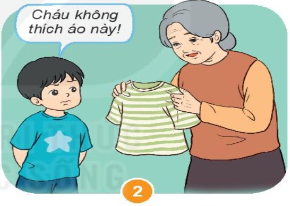 Cháu không
thích áo này!
2